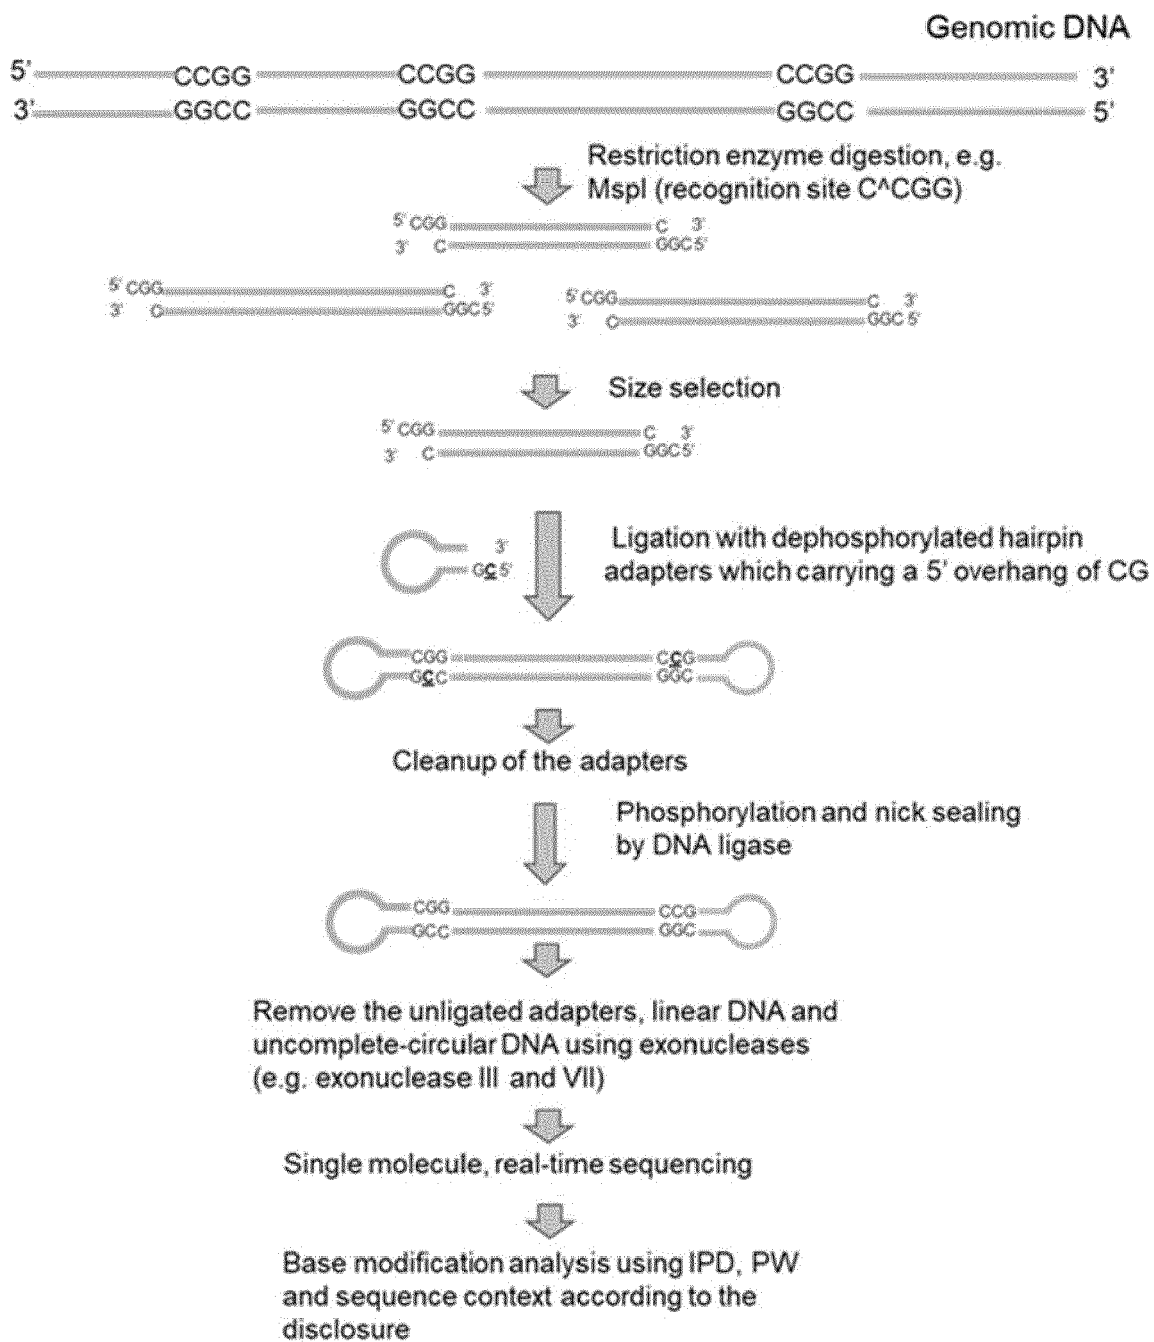 Genomic DNA
5' CCGG CCGG CCGG 3'
3' GGCC GGCC GGCC 5'
Restriction enzyme digestion, e.g.
MspI (recognition site C^CGG)
5' CGG C 3'
3' C GGC 5'
5' CGG C 3'
3' C GGC 5'
5' CGG C 3'
3' C GGC 5'
Size selection
5' CGG C 3'
3' C GGC 5'
3'
GC 5'
Ligation with dephosphorylated hairpin
adapters which carrying a 5' overhang of CG
CGG CCG
GCC GGC
Cleanup of the adapters
Phosphorylation and nick sealing
by DNA ligase
CGG CCG
GCC GGC
Remove the unligated adapters, linear DNA and
uncomplete-circular DNA using exonucleases
(e.g. exonuclease III and VII)
Single molecule, real-time sequencing
Base modification analysis using IPD, PW
and sequence context according to the
disclosure